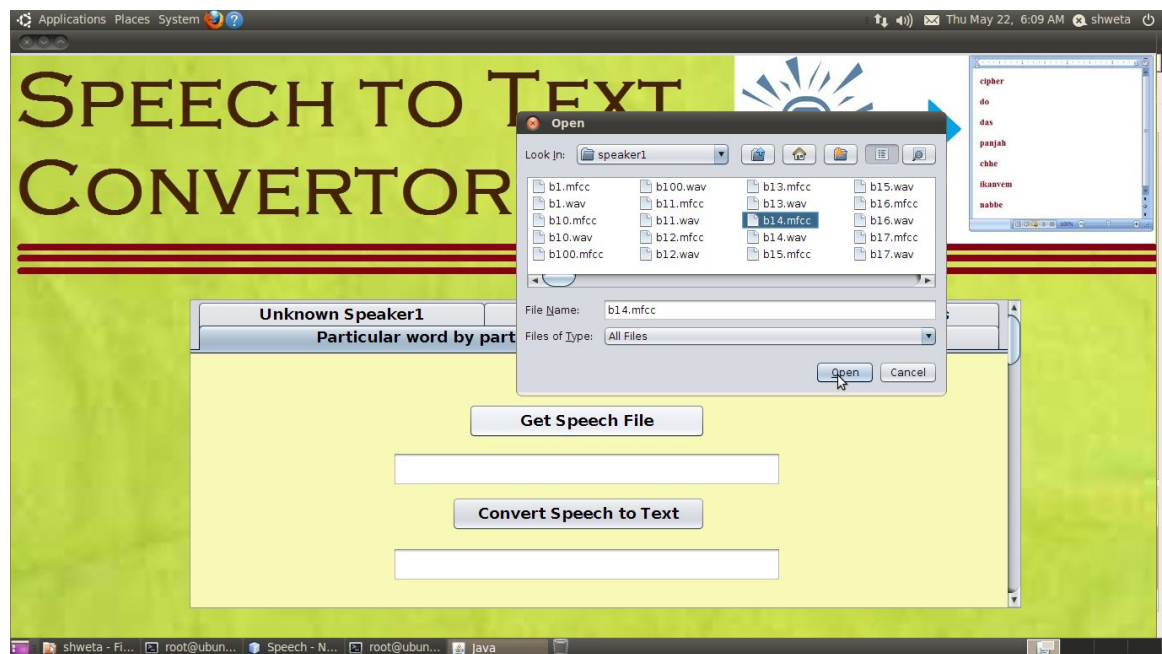 Applications Places System
Thu May 22, 6:09 AM shweta
SPEECH TO TEXT
CONVERTOR
cipher
do
das
panjah
chhe
ikanvem
nabbe
100%
Open
Look In: speaker1
b1.mfcc b100.wav b13.mfcc b15.wav
b1.wav b11.mfcc b13.wav b16.mfcc
b10.mfcc b11.wav b14.mfcc b16.wav
b10.wav b12.mfcc b14.wav b17.mfcc
b100.mfcc b12.wav b15.mfcc b17.wav
File Name: b14.mfcc
Files of Type: All Files
Open Cancel
Unknown Speaker1
Particular word by part
Get Speech File
Convert Speech to Text
shweta - Fi... root@ubun... Speech - N... root@ubun... Java